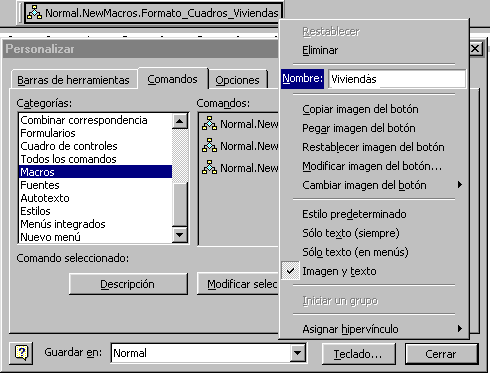 Normal.NewMacros.Formato_Cuadros_Viviendas
Personalizar
Barras de herramientas
Comandos
Opciones
Categorías:
Combinar correspondencia
Formularios
Cuadro de controles
Todos los comandos
Macros
Fuentes
Autotexto
Estilos
Menús integrados
Nuevo menú
Comandos:
Normal.New
Normal.New
Normal.New
Comando seleccionado:
Descripción
Modificar selec
Guardar en:
Normal
Teclado...
Cerrar
Restablecer
Eliminar
Nombre: Viviendas
Copiar imagen del botón
Pegar imagen del botón
Restablecer imagen del botón
Modificar imagen del botón...
Cambiar imagen del botón
Estilo predeterminado
Sólo texto (siempre)
Sólo texto (en menús)
Imagen y texto
Iniciar un grupo
Asignar hipervínculo